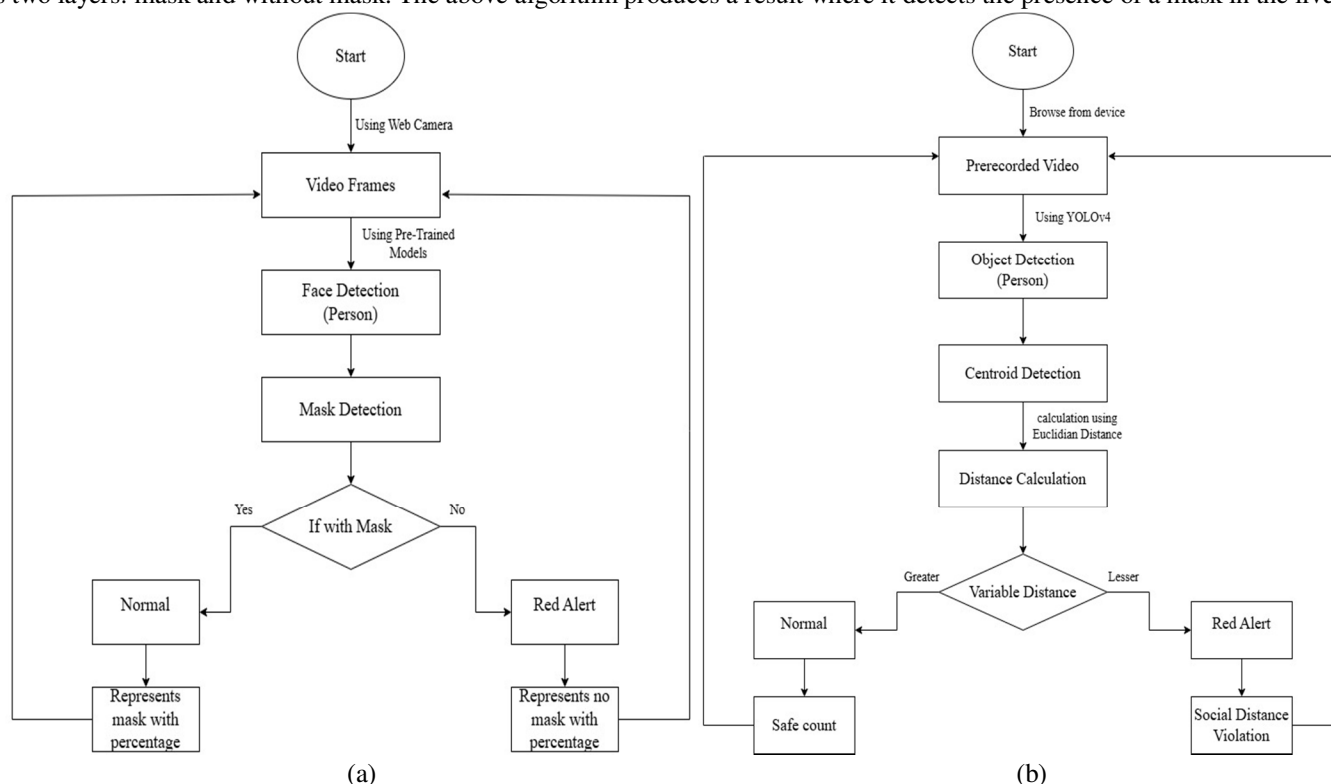 s two layers: mask and without mask. The above algorithm produces a result where it detects the presence of a mask in the live
Start
Using Web Camera
Video Frames
Using Pre-Trained
Models
Face Detection
(Person)
Mask Detection
If with Mask
Yes
No
Normal
Red Alert
Represents
mask with
percentage
Represents no
mask with
percentage
(a)
Start
Browse from device
Prerecorded Video
Using YOLOv4
Object Detection
(Person)
Centroid Detection
calculation using
Euclidian Distance
Distance Calculation
Variable Distance
Greater
Lesser
Normal
Red Alert
Safe count
Social Distance
Violation
(b)